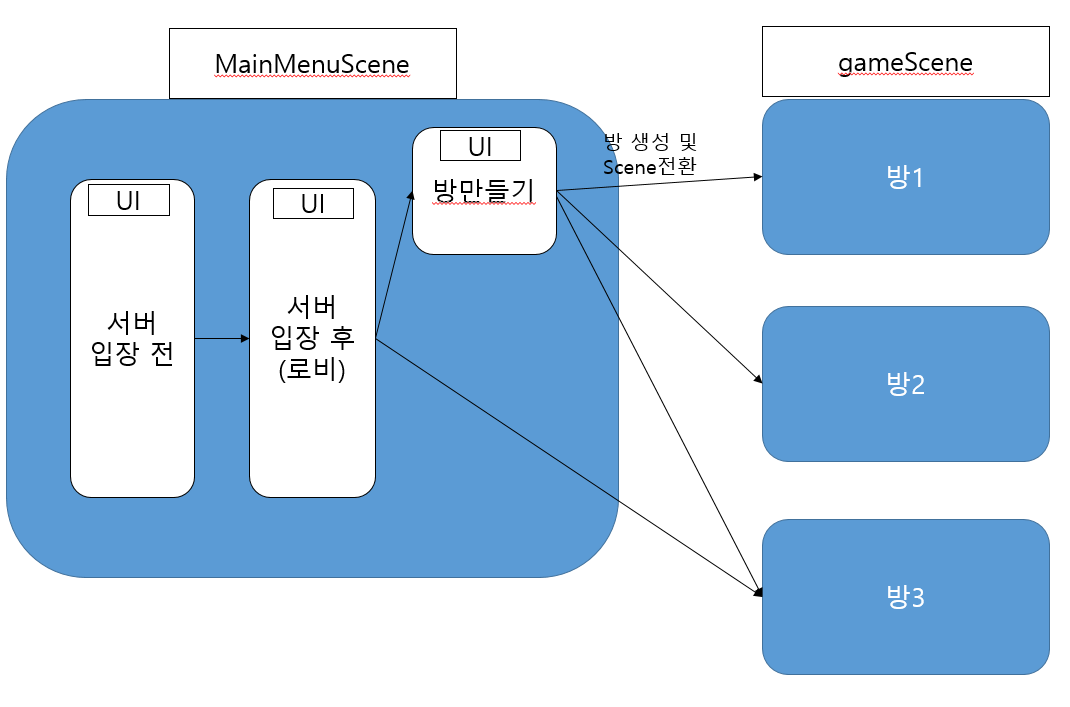 MainMenuScene
gameScene
UI
서버
입장 전
UI
서버
입장 후
(로비)
UI
방만들기
방 생성 및
Scene전환
방1
방2
방3